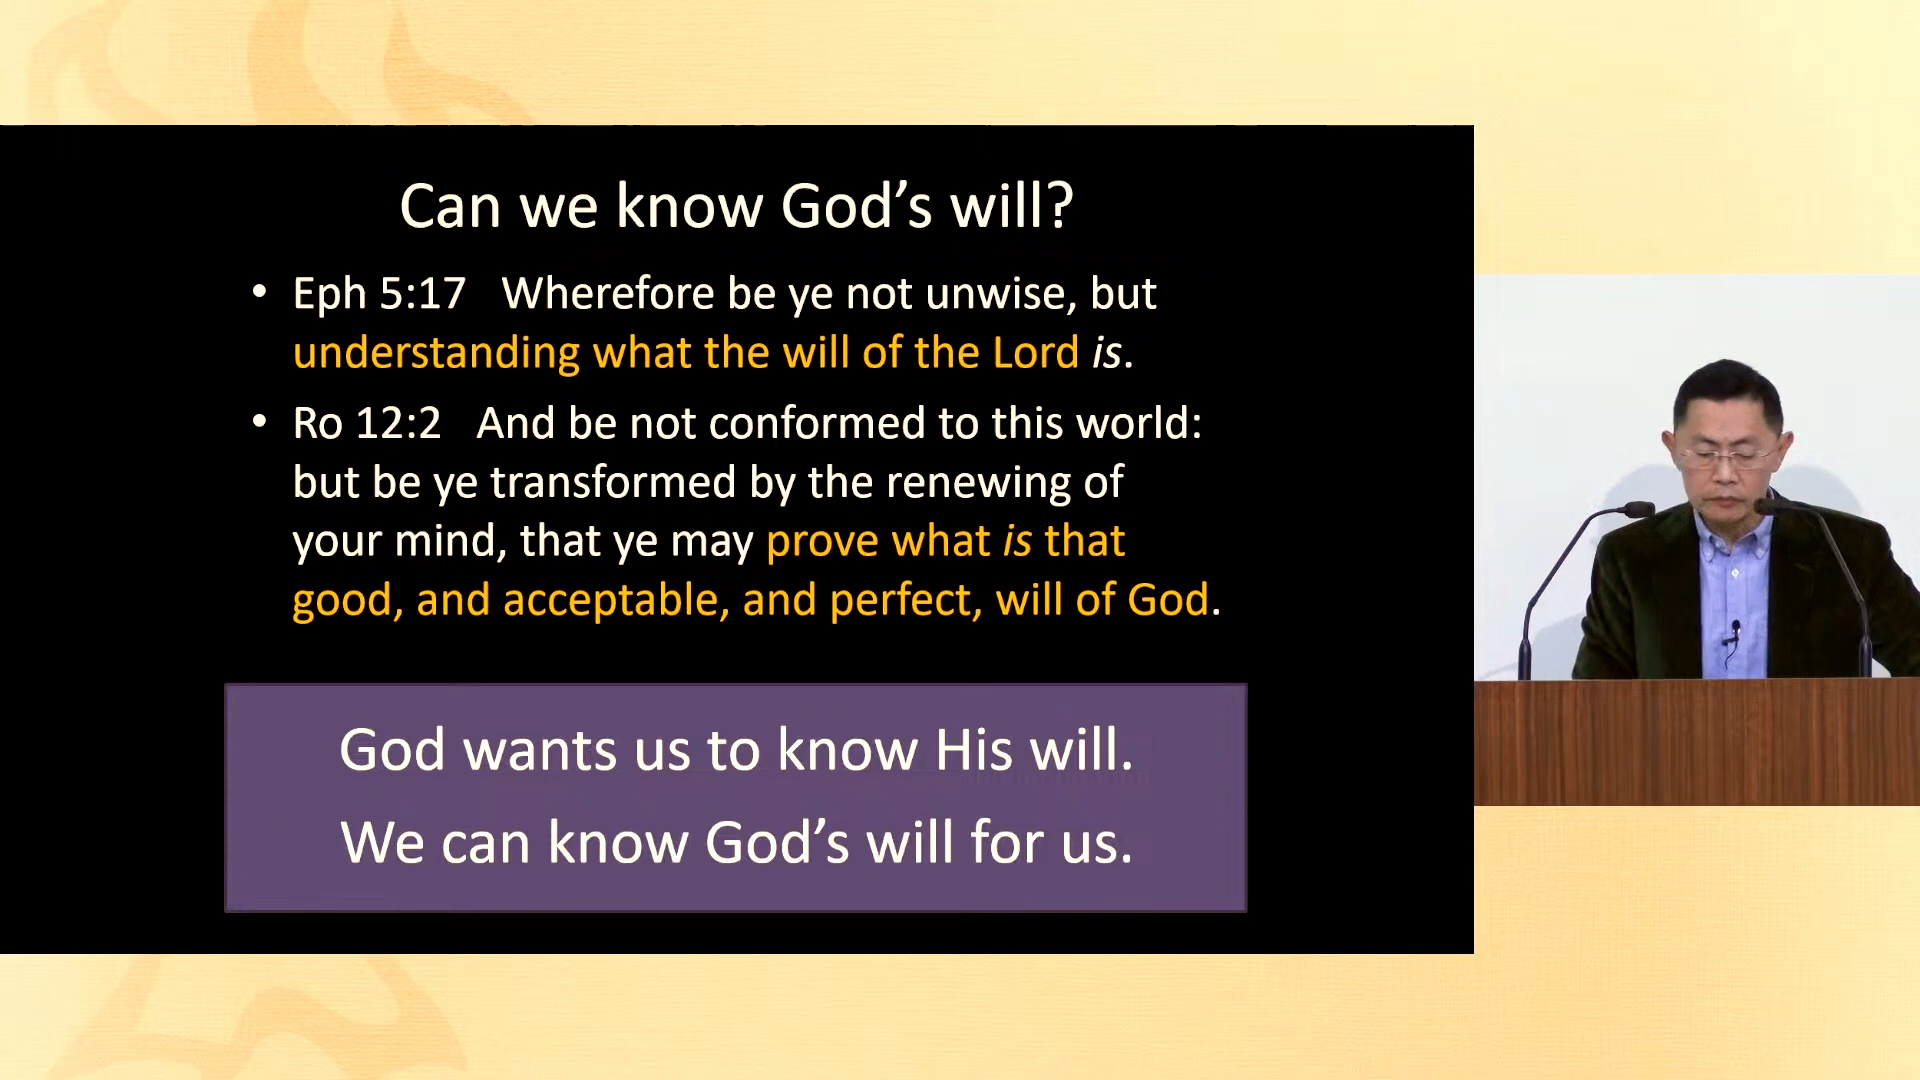 Can we know God’s will?
• Eph 5:17   Wherefore be ye not unwise, but
understanding what the will of the Lord is.
• Ro 12:2   And be not conformed to this world:
but be ye transformed by the renewing of
your mind, that ye may prove what is that
good, and acceptable, and perfect, will of God.
God wants us to know His will.
We can know God’s will for us.